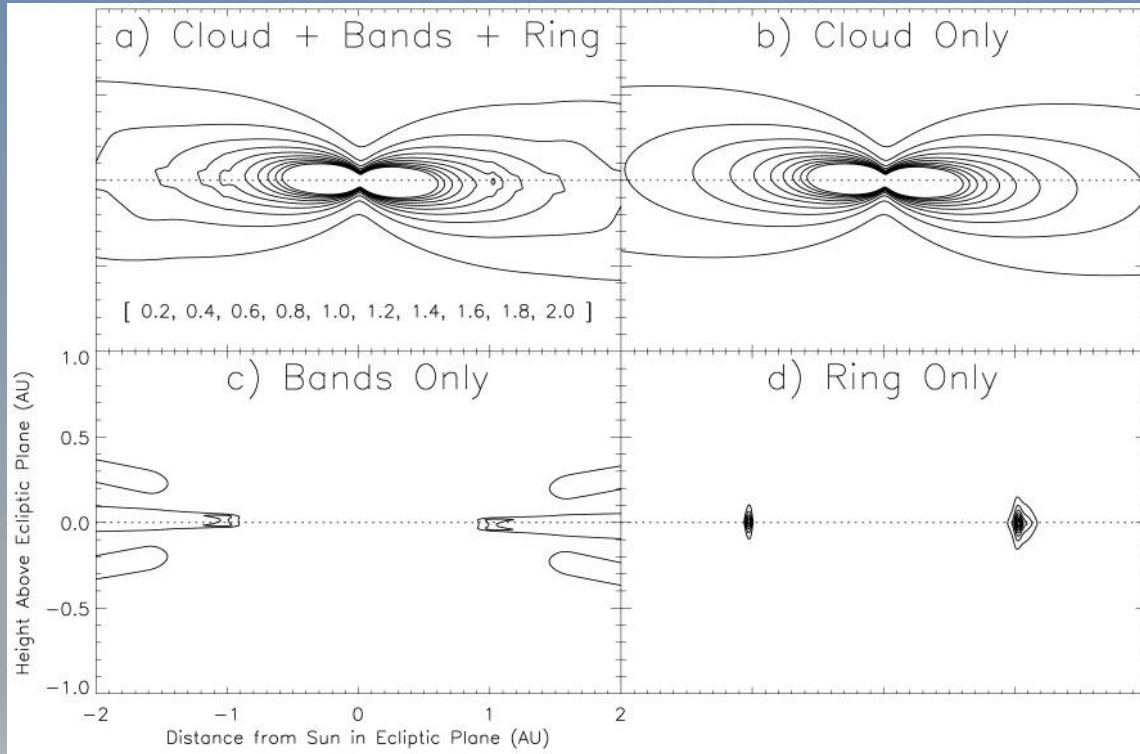 a) Cloud + Bands + Ring
b) Cloud Only
[ 0.2, 0.4, 0.6, 0.8, 1.0, 1.2, 1.4, 1.6, 1.8, 2.0 ]
c) Bands Only
d) Ring Only
1.0
0.5
0.0
−0.5
−1.0
Height Above Ecliptic Plane (AU)
−2 −1 0 1 2
Distance from Sun in Ecliptic Plane (AU)